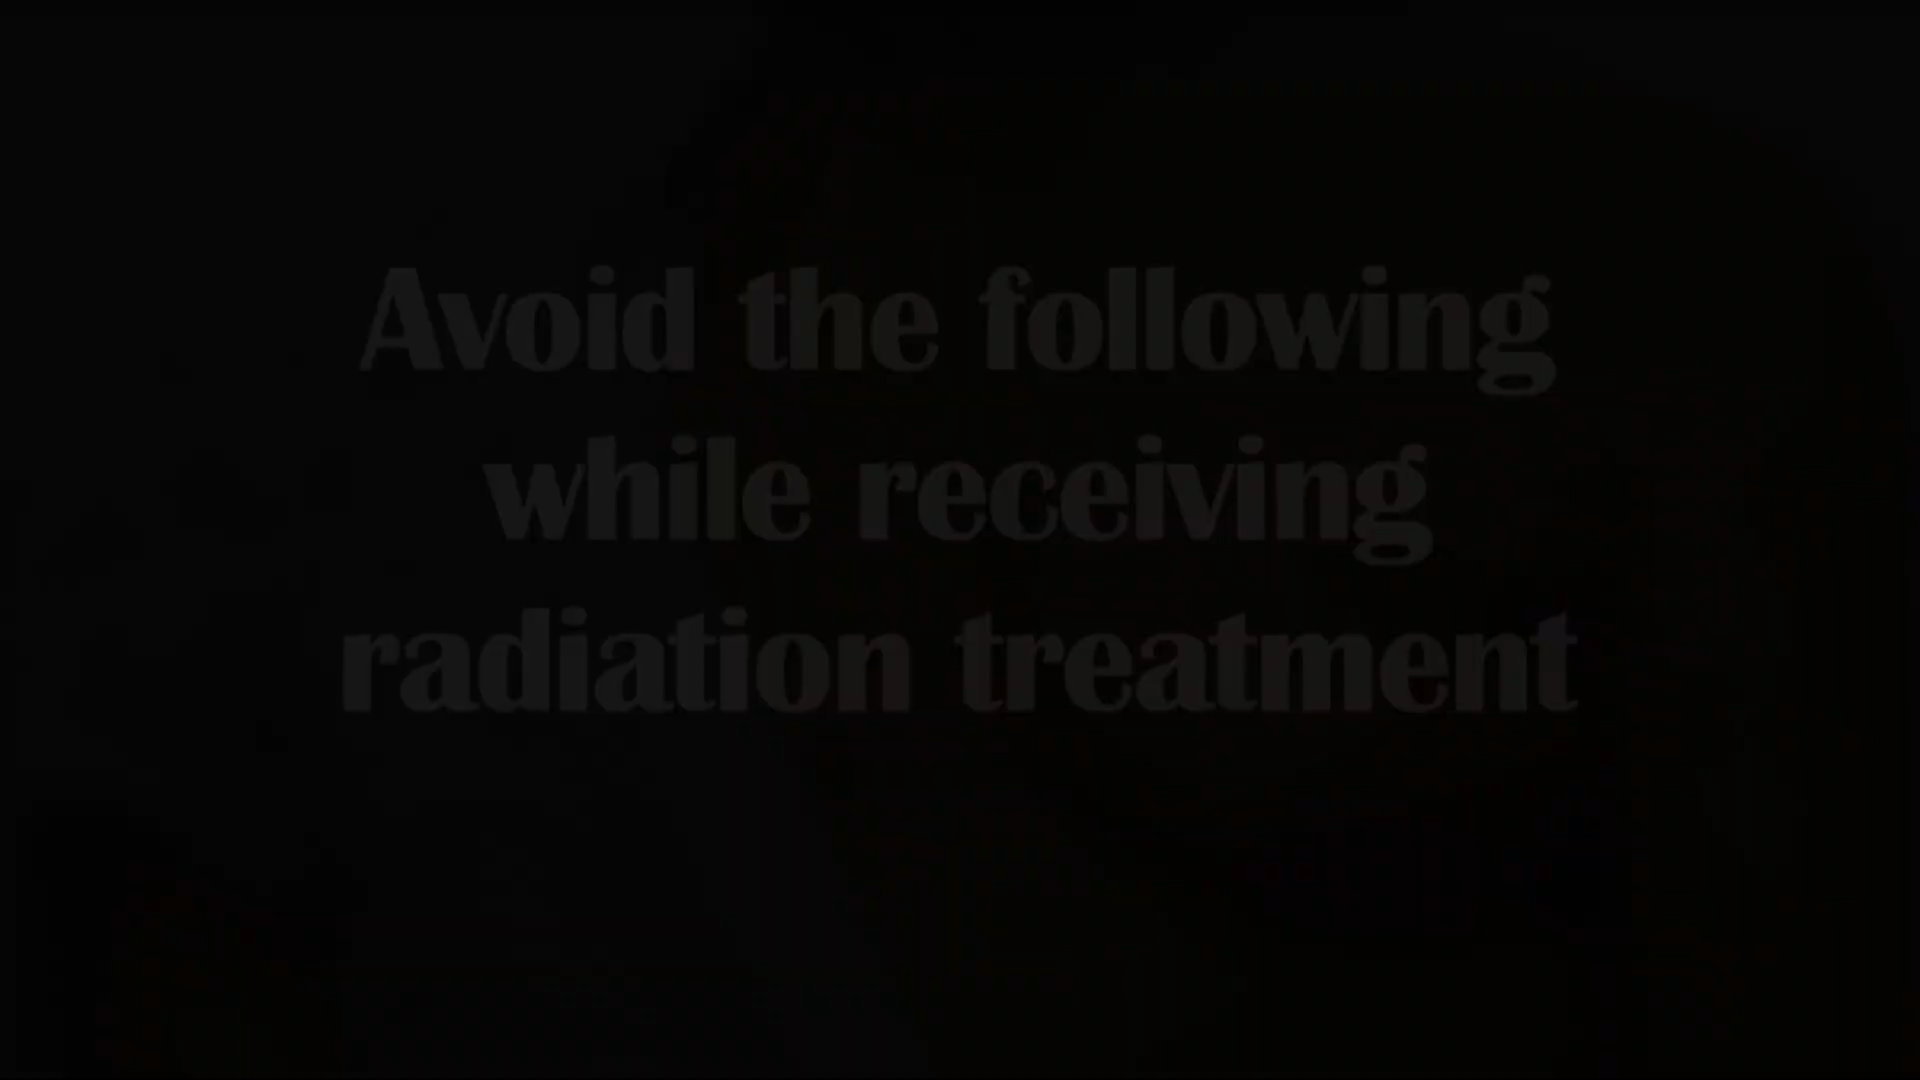 Avoid the following
while receiving
radiation treatment